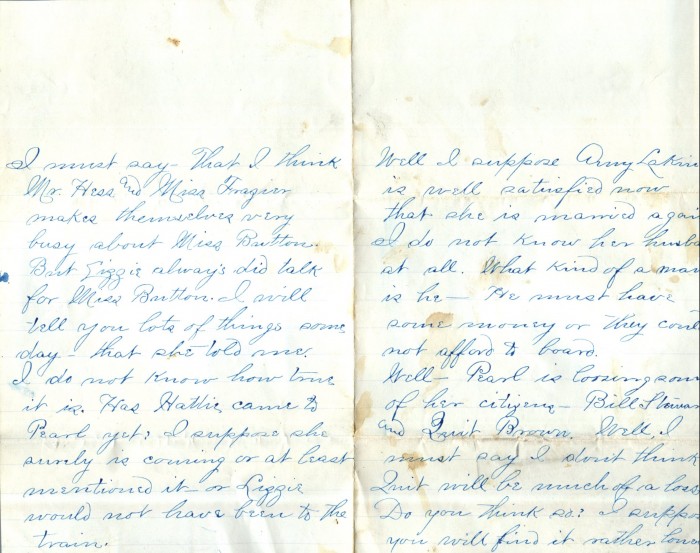 I must say - That I think
Mr. Hess and Miss Frazier
makes themselves very
busy about Miss Britton.
But Lizzie always did talk
for Miss Britton. I will
tell you lots of things some
day - that she told me.
I do not know how true
it is. Has Hattie came to
Pearl yet? I suppose she
surely is coming or at least
mentioned it - or Lizzie
would not have been to the
train.
Well I suppose Amy Lakin
is well satisfied now
that she is married again
I do not know her husb
at all. What kind of a man
is he - He must have
some money or they could
not afford to board.
Well - Pearl is loosing som
of her citizens - Bill Stewar
and Quit Brown. Well, I
must say I don't think
Quit will be much of a loss
Do you think so? I suppo
you will find it rather lone